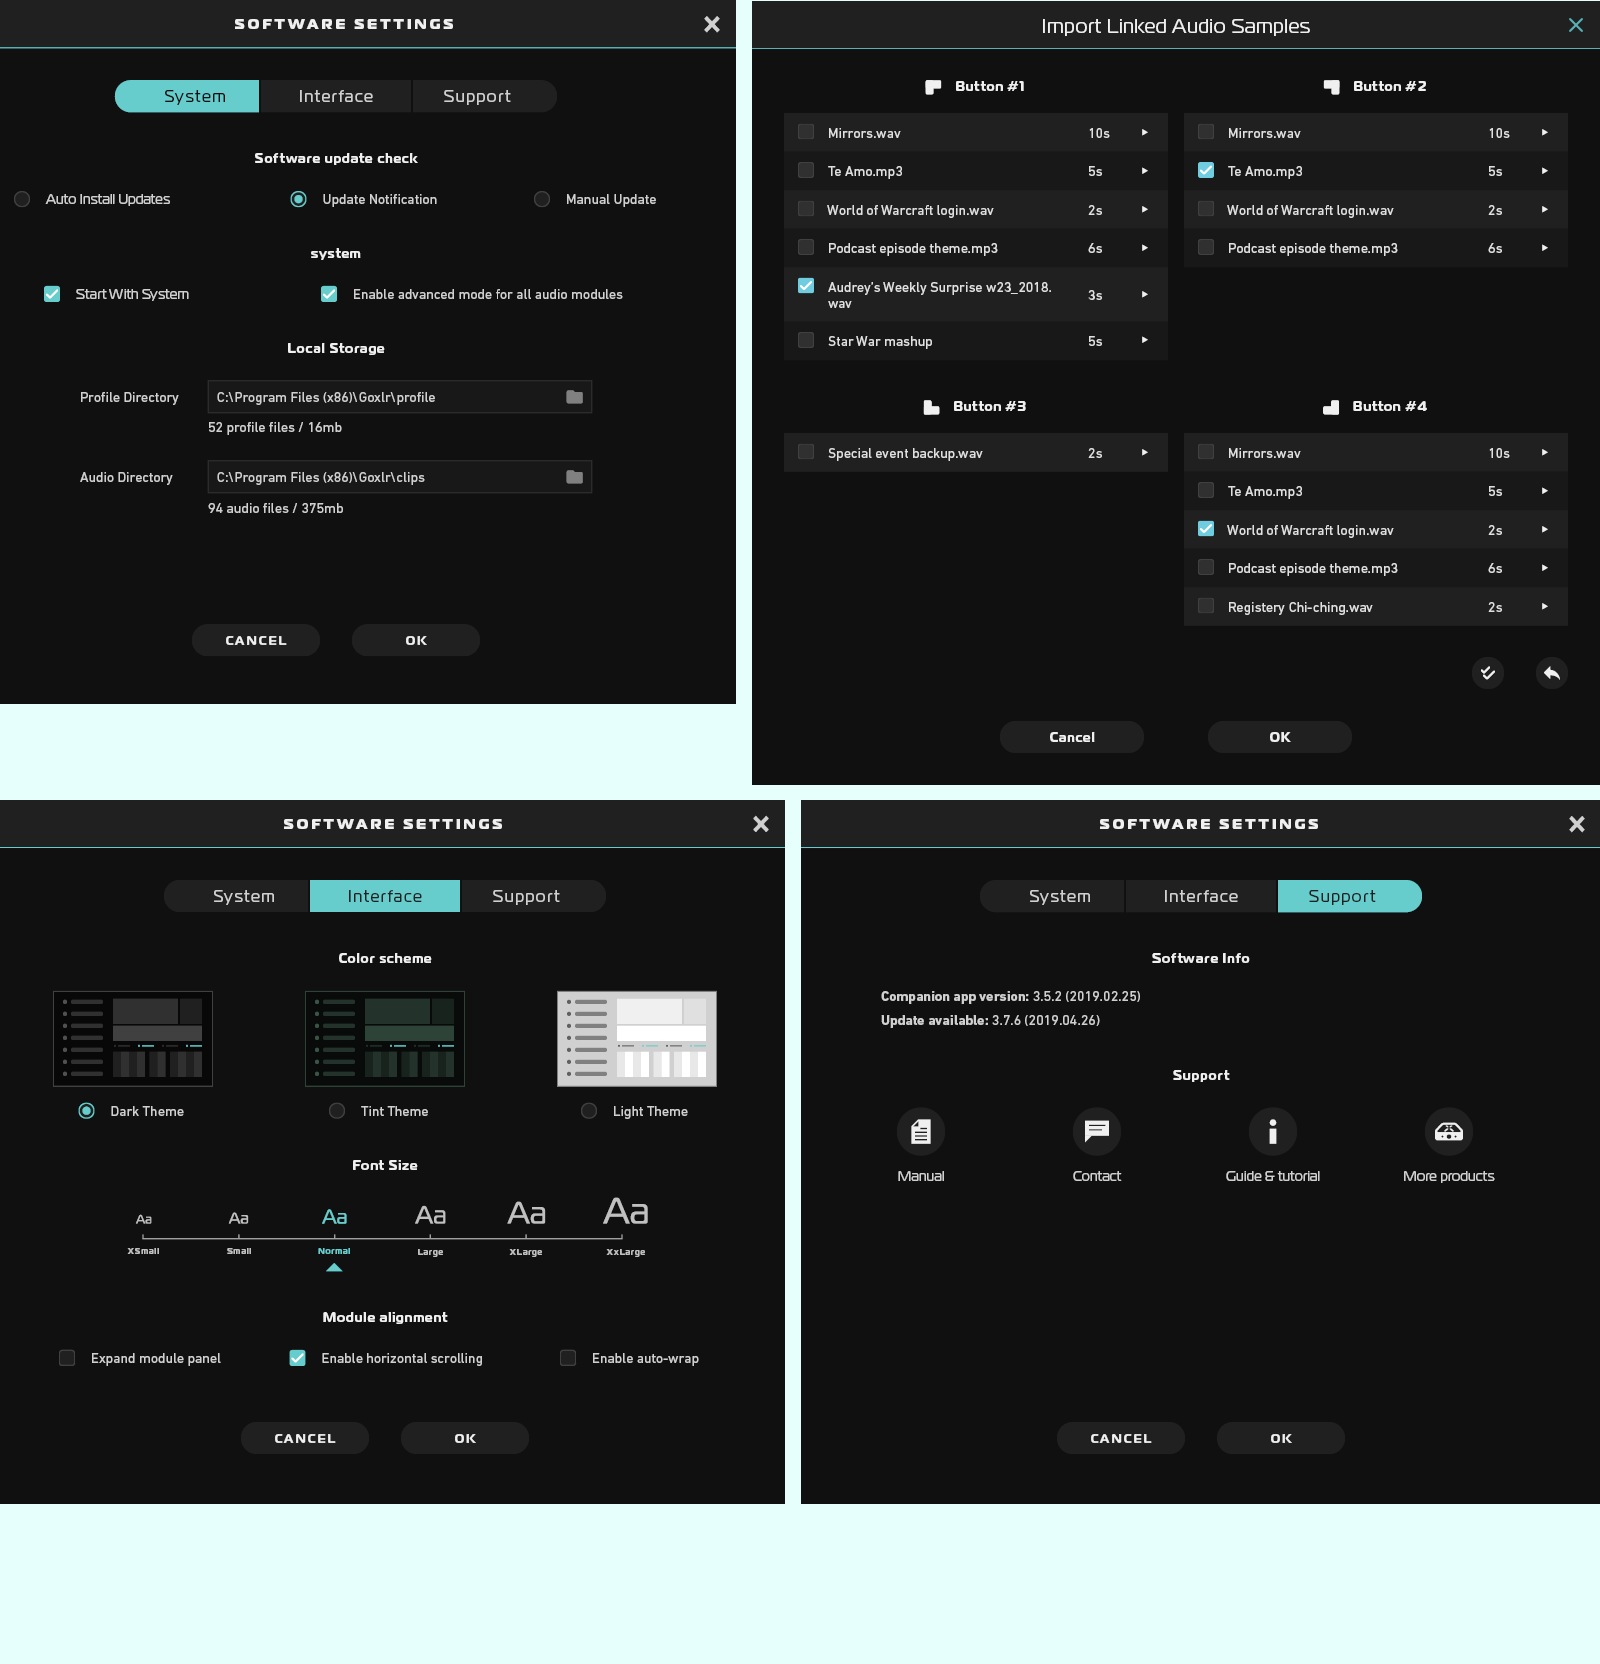 SOFTWARE SETTINGS
System Interface Support
Software update check
Auto Install Updates Update Notification Manual Update
system
Start With System Enable advanced mode for all audio modules
Local Storage
Profile Directory C:\Program Files (x86)\Goxlr\profile
52 profile files / 16mb
Audio Directory C:\Program Files (x86)\Goxlr\clips
94 audio files / 375mb
CANCEL OK
Import Linked Audio Samples
Button #1
Mirrors.wav 10s
Te Amo.mp3 5s
World of Warcraft login.wav 2s
Podcast episode theme.mp3 6s
Audrey's Weekly Surprise w23_2018.
wav 3s
Star War mashup 5s
Button #2
Mirrors.wav 10s
Te Amo.mp3 5s
World of Warcraft login.wav 2s
Podcast episode theme.mp3 6s
Button #3
Special event backup.wav 2s
Button #4
Mirrors.wav 10s
Te Amo.mp3 5s
World of Warcraft login.wav 2s
Podcast episode theme.mp3 6s
Registery Chi-ching.wav 2s
Cancel OK
SOFTWARE SETTINGS
System Interface Support
Color scheme
Dark Theme Tint Theme Light Theme
Font Size
Aa Aa Aa Aa Aa Aa
XSmall Small Normal Large XLarge XxLarge
Module alignment
Expand module panel Enable horizontal scrolling Enable auto-wrap
CANCEL OK
SOFTWARE SETTINGS
System Interface Support
Software Info
Companion app version: 3.5.2 (2019.02.25)
Update available: 3.7.6 (2019.04.26)
Support
Manual Contact Guide & tutorial More products
CANCEL OK